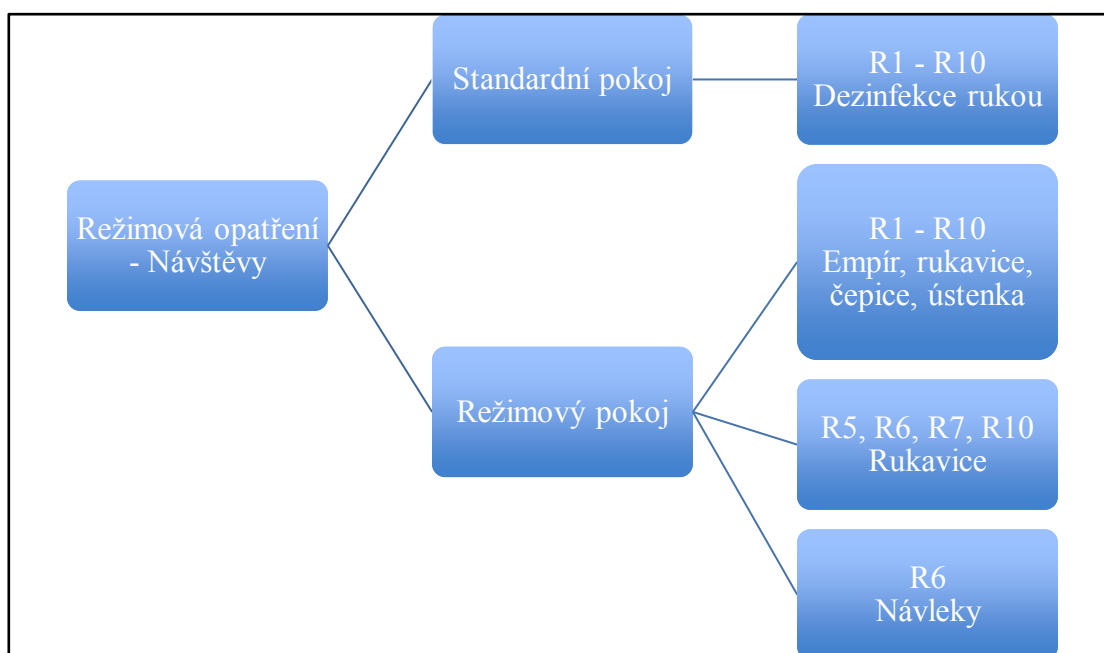 Režimová opatření
- Návštěvy
Standardní pokoj
R1 - R10
Dezinfekce rukou
Režimový pokoj
R1 - R10
Empír, rukavice,
čepice, ústenka
R5, R6, R7, R10
Rukavice
R6
Návleky